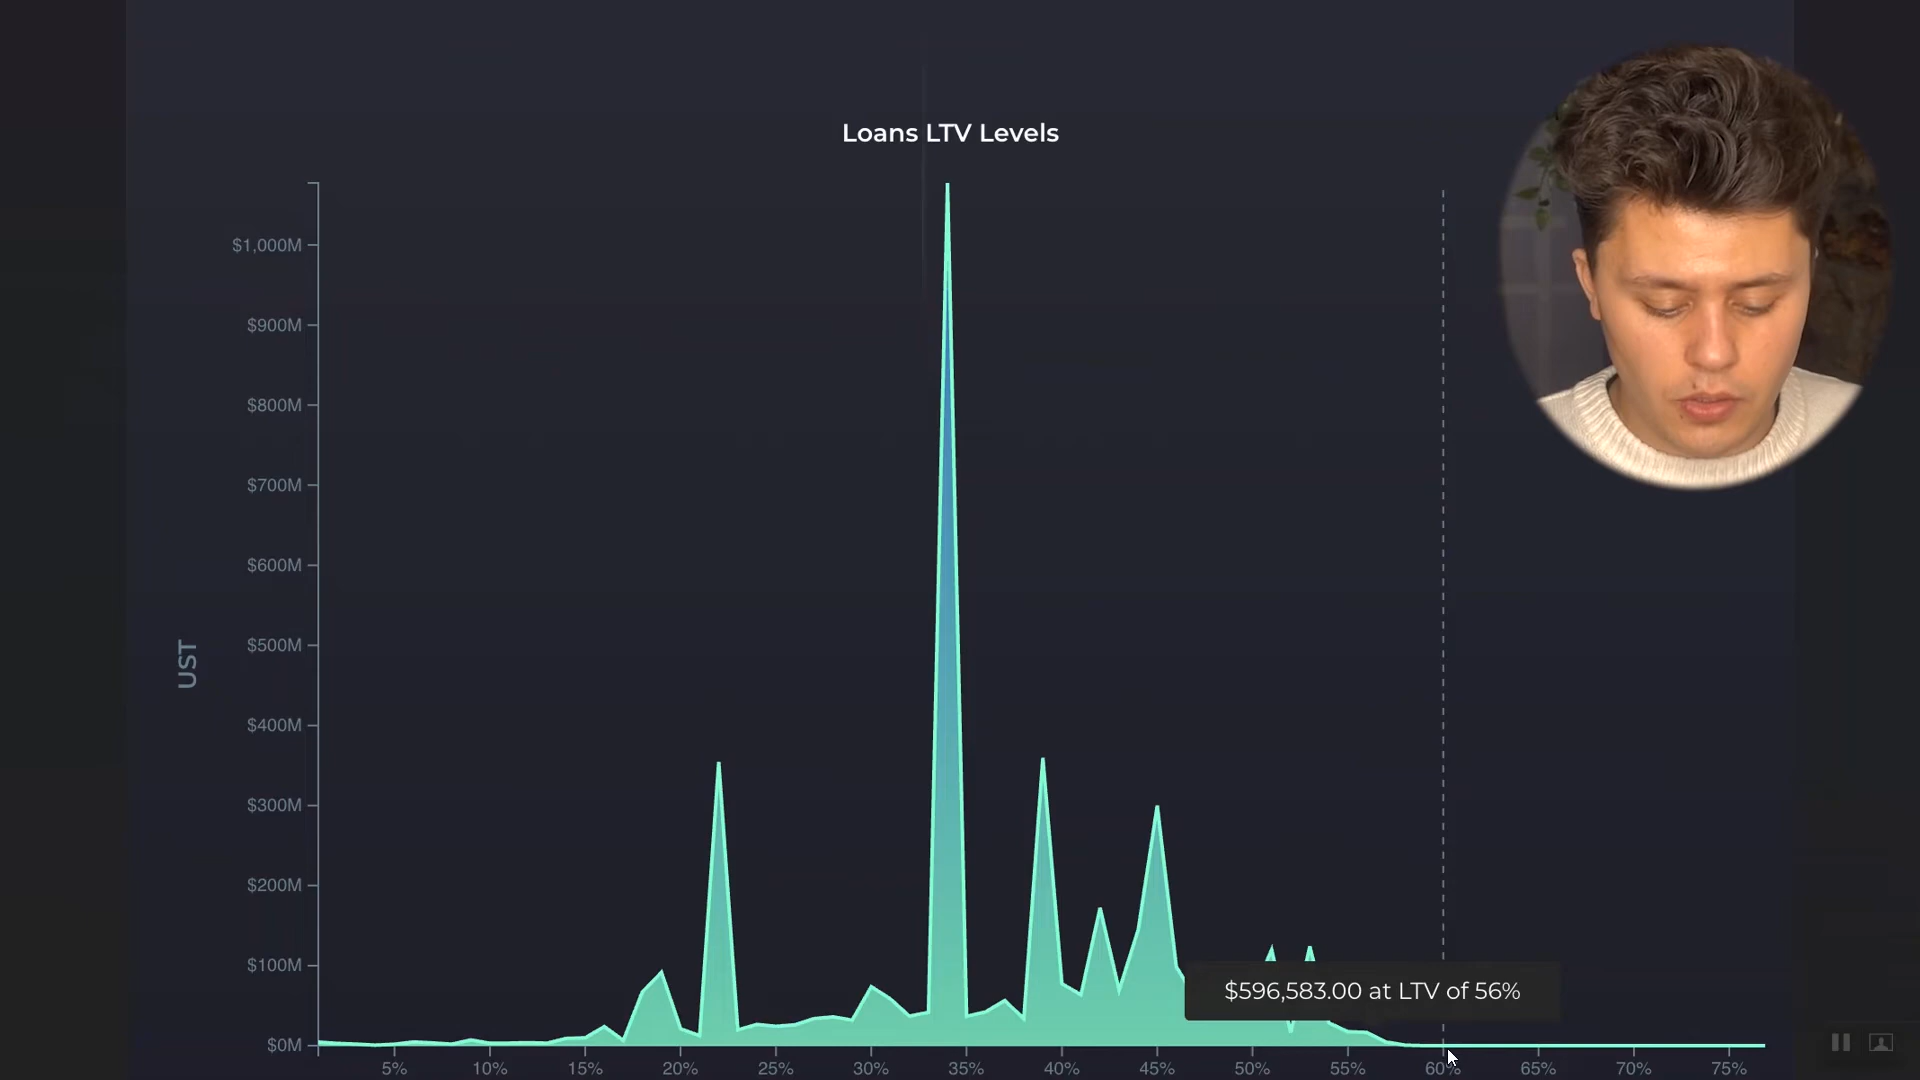 Loans LTV Levels
$1,000M
$900M
$800M
$700M
$600M
$500M
$400M
$300M
$200M
$100M
$0M
UST
$596,583.00 at LTV of 56%
5%
10%
15%
20%
25%
30%
35%
40%
45%
50%
55%
60%
65%
70%
75%